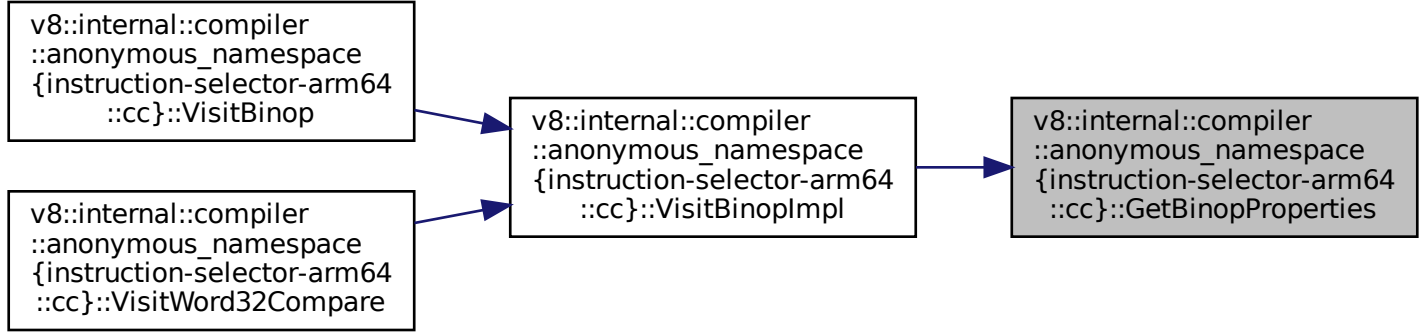 v8::internal::compiler
::anonymous_namespace
{instruction-selector-arm64
::cc}::VisitBinop
v8::internal::compiler
::anonymous_namespace
{instruction-selector-arm64
::cc}::VisitWord32Compare
v8::internal::compiler
::anonymous_namespace
{instruction-selector-arm64
::cc}::VisitBinopImpl
v8::internal::compiler
::anonymous_namespace
{instruction-selector-arm64
::cc}::GetBinopProperties